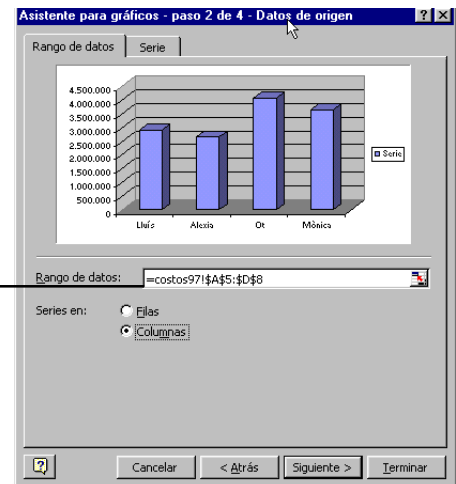 Asistente para gráficos - paso 2 de 4 - Datos de origen
Rango de datos Serie
4.500.000
4.000.000
3.500.000
3.000.000
2.500.000
2.000.000
1.500.000
1.000.000
500.000
0
Lluís Alexia Ot Mònica
Serie
Rango de datos: =costos97!$A$5:$D$8
Series en: Filas
Columnas
Cancelar < Atrás Siguiente > Terminar